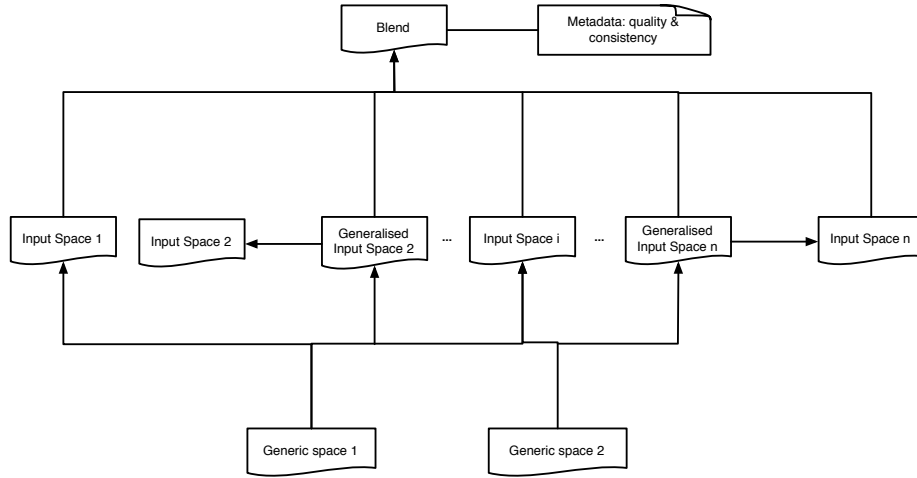 Blend
Metadata: quality &
consistency
Input Space 1
Input Space 2
Generalised
Input Space 2
...
Input Space i
...
Generalised
Input Space n
Input Space n
Generic space 1
Generic space 2